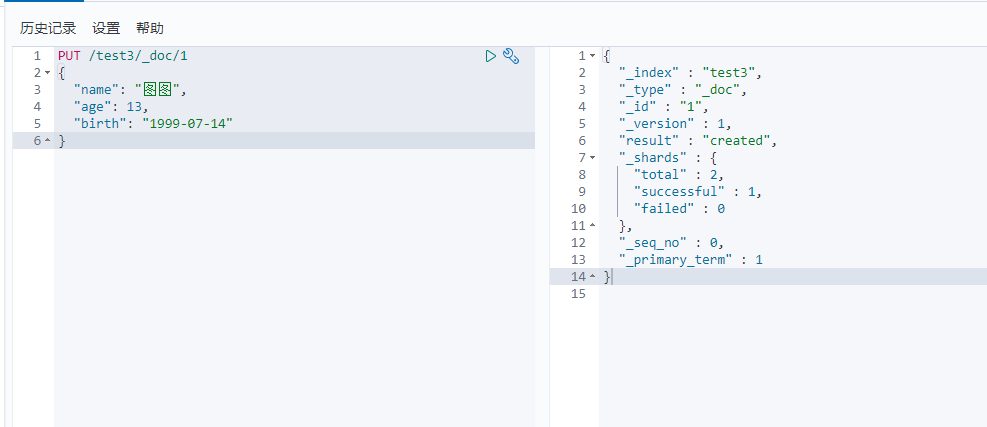 历史记录 设置 帮助
1 PUT /test3/_doc/1
2 {
3 "name": "图图",
4 "age": 13,
5 "birth": "1999-07-14"
6 }
1 {
2 "_index" : "test3",
3 "_type" : "_doc",
4 "_id" : "1",
5 "_version" : 1,
6 "result" : "created",
7 "_shards" : {
8 "total" : 2,
9 "successful" : 1,
10 "failed" : 0
11 },
12 "_seq_no" : 0,
13 "_primary_term" : 1
14 }
15